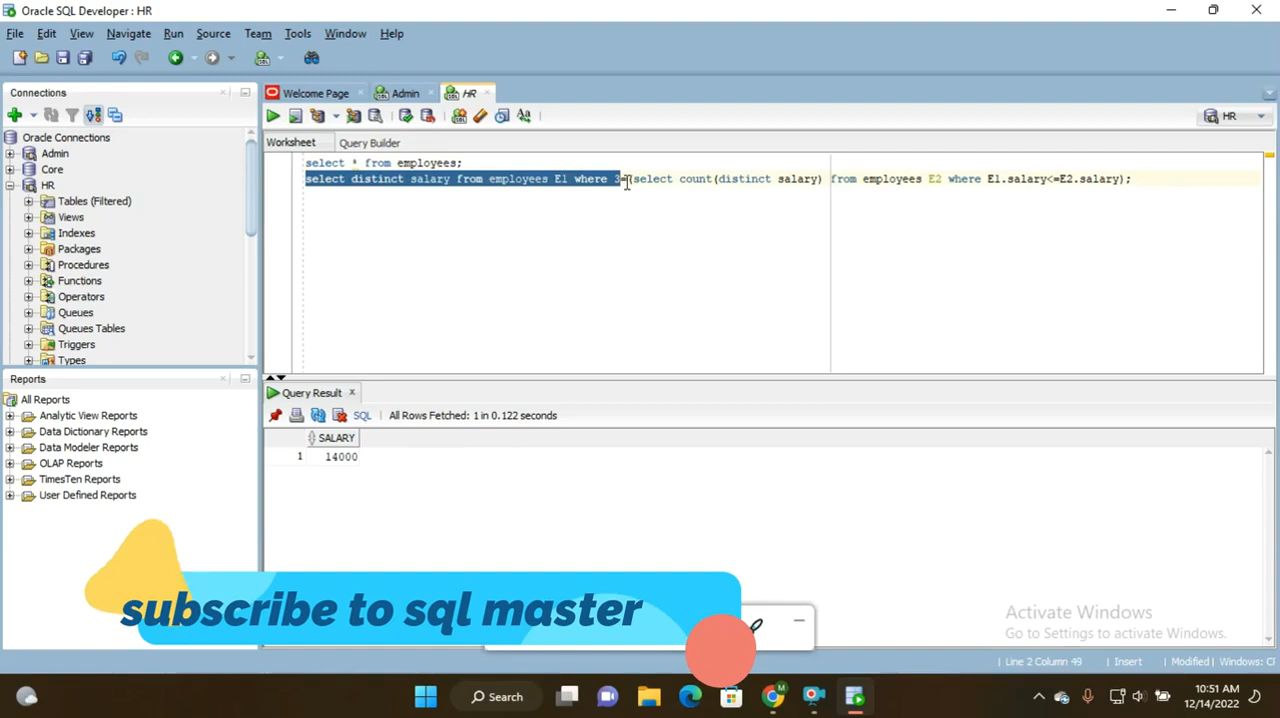 Oracle SQL Developer : HR
File Edit View Navigate Run Source Team Tools Window Help
Connections
Oracle Connections
Admin
Core
HR
Tables (Filtered)
Views
Indexes
Packages
Procedures
Functions
Operators
Queues
Queues Tables
Triggers
Types
Reports
All Reports
Analytic View Reports
Data Dictionary Reports
Data Modeler Reports
OLAP Reports
TimesTen Reports
User Defined Reports
Welcome Page Admin HR
HR
Worksheet Query Builder
select * from employees;
select distinct salary from employees E1 where 3=(select count(distinct salary) from employees E2 where E1.salary<=E2.salary);
Query Result
SQL All Rows Fetched: 1 in 0.122 seconds
SALARY
1 14000
subscribe to sql master
Activate Windows
Go to Settings to activate Windows.
Line 2 Column 49 Insert Modified Windows: C
Search
10:51 AM
12/14/2022